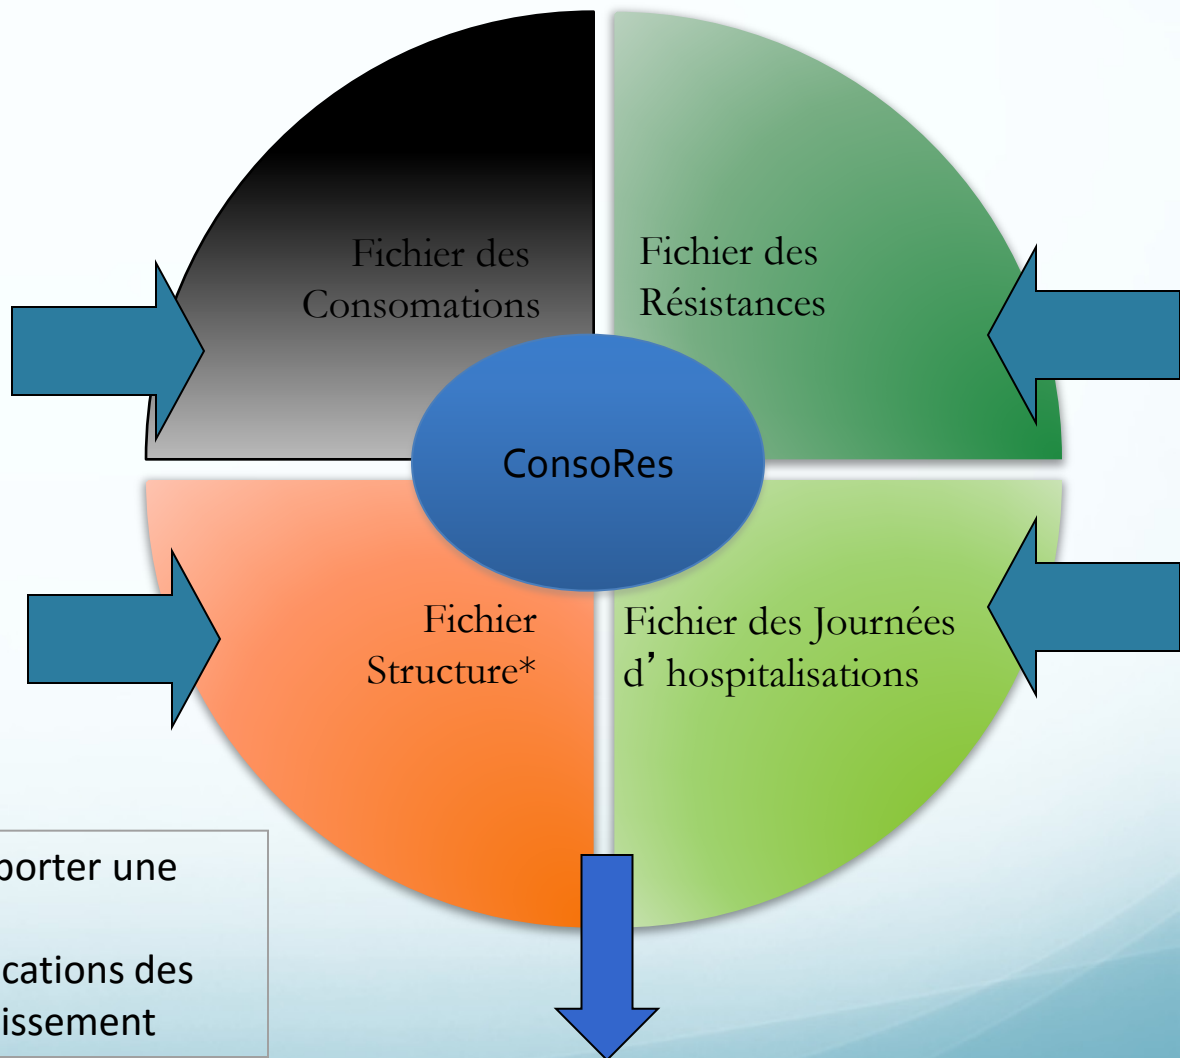 Fichier des
Consomations
Fichier des
Résistances
ConsoRes
Fichier
Structure*
Fichier des Journées
d’ hospitalisations
porter une
cations des
issement